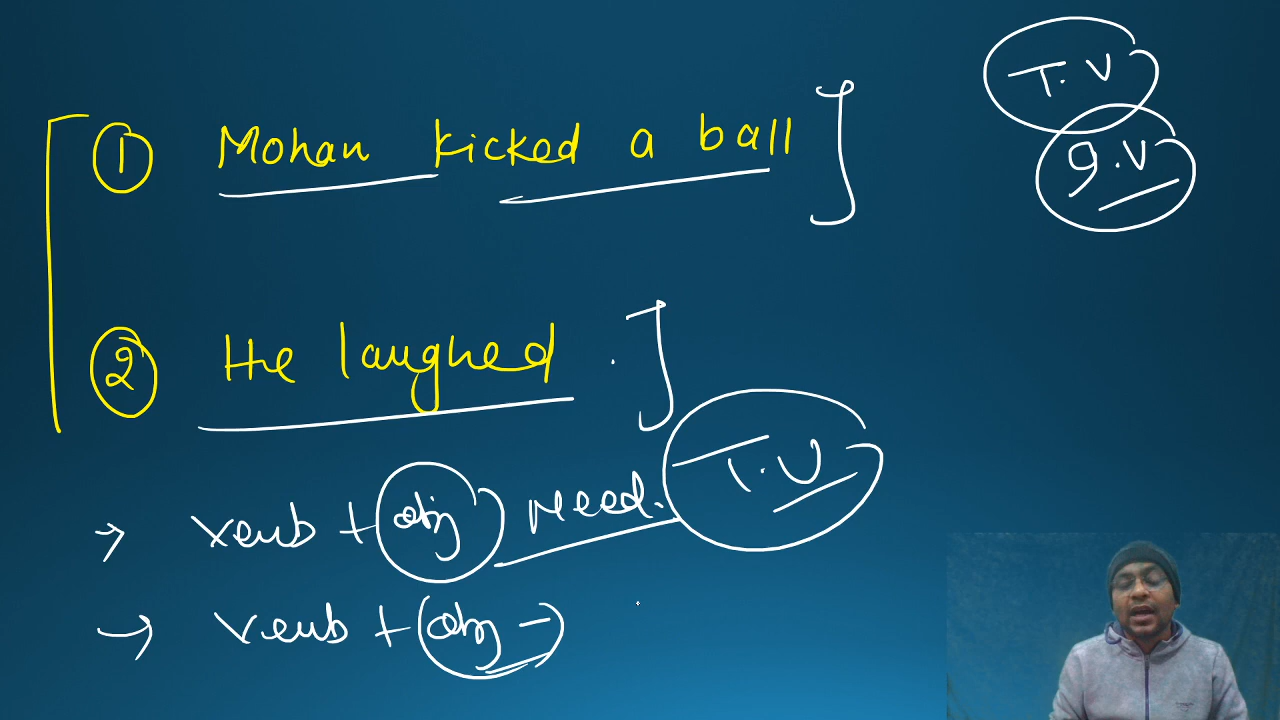 ① Mohan kicked a ball
T.V
I.V
② He laughed .
→ verb + obj need. T.V
→ verb + (obj -)